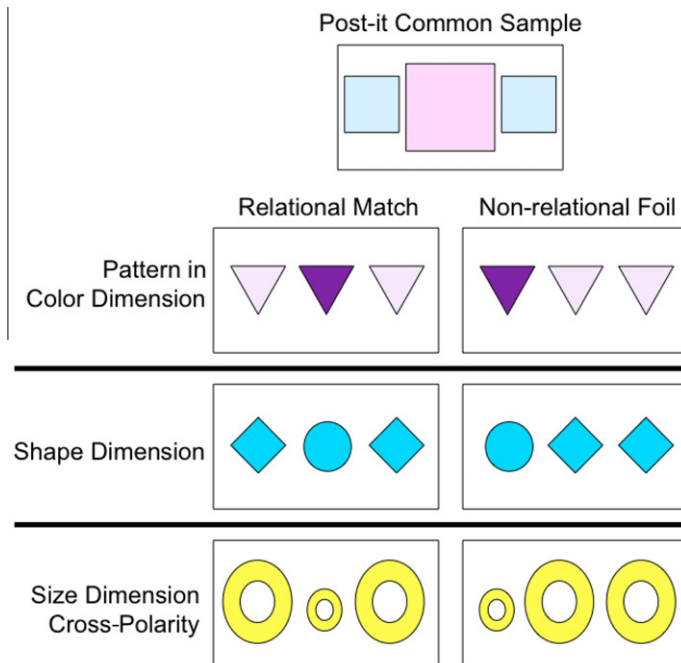 Post-it Common Sample
Relational Match
Non-relational Foil
Pattern in
Color Dimension
Shape Dimension
Size Dimension
Cross-Polarity